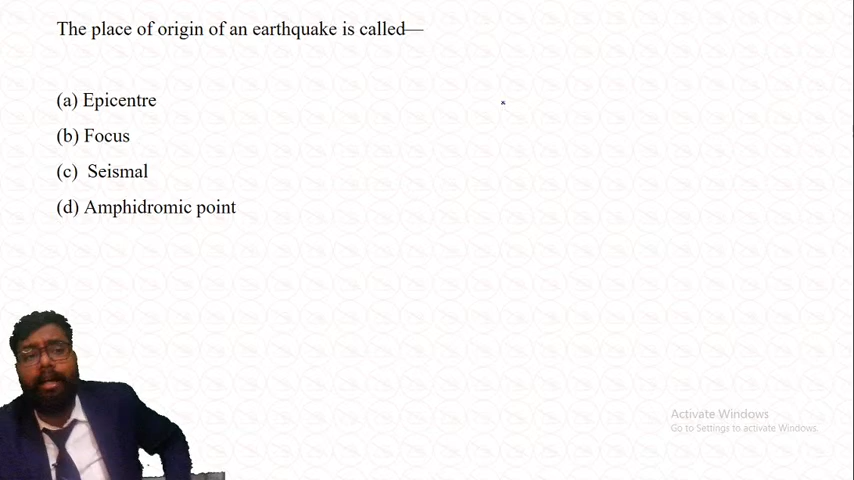 The place of origin of an earthquake is called—
(a) Epicentre
(b) Focus
(c) Seismal
(d) Amphidromic point
Activate Windows
Go to Settings to activate Windows.